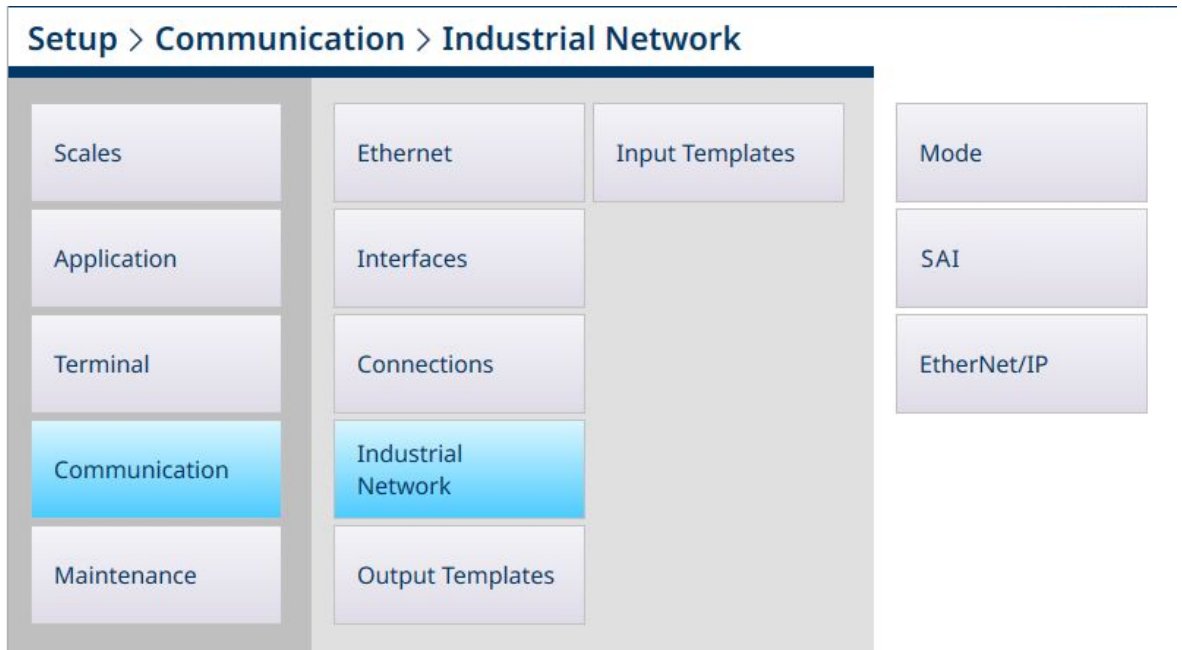 Setup > Communication > Industrial Network
Scales
Application
Terminal
Communication
Maintenance
Ethernet
Interfaces
Connections
Industrial
Network
Output Templates
Input Templates
Mode
SAI
EtherNet/IP